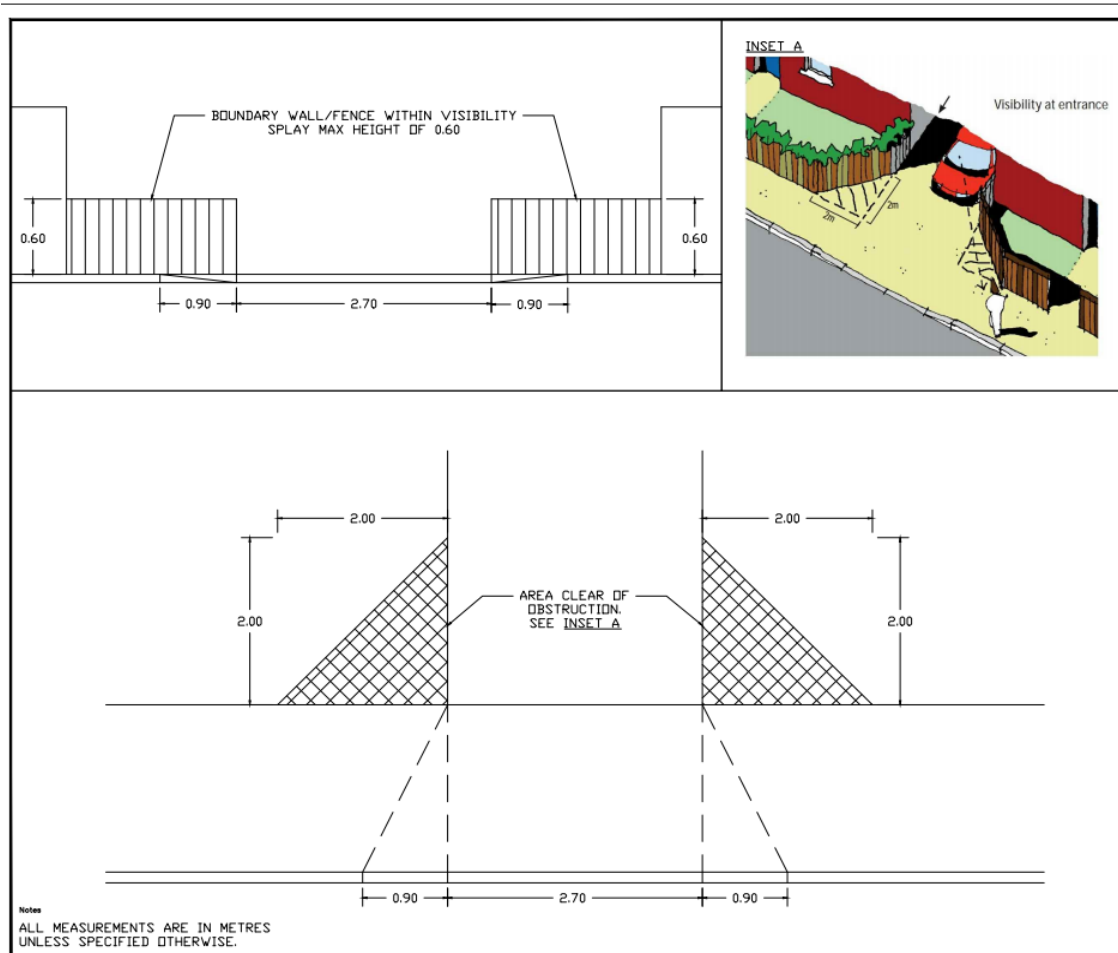 BOUNDARY WALL/FENCE WITHIN VISIBILITY
SPLAY MAX HEIGHT OF 0.60
0.60
0.60
0.90
2.70
0.90
INSET A
Visibility at entrance
2m
2m
2.00
2.00
2.00
2.00
AREA CLEAR OF
OBSTRUCTION.
SEE INSET A
0.90
2.70
0.90
Notes
ALL MEASUREMENTS ARE IN METRES
UNLESS SPECIFIED OTHERWISE.